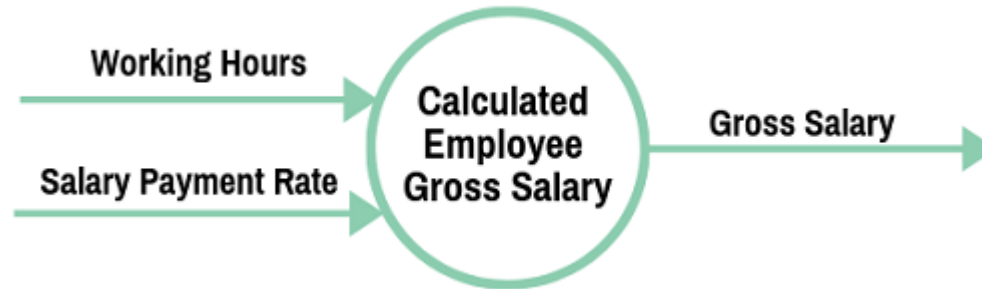 Working Hours
Salary Payment Rate
Calculated
Employee
Gross Salary
Gross Salary